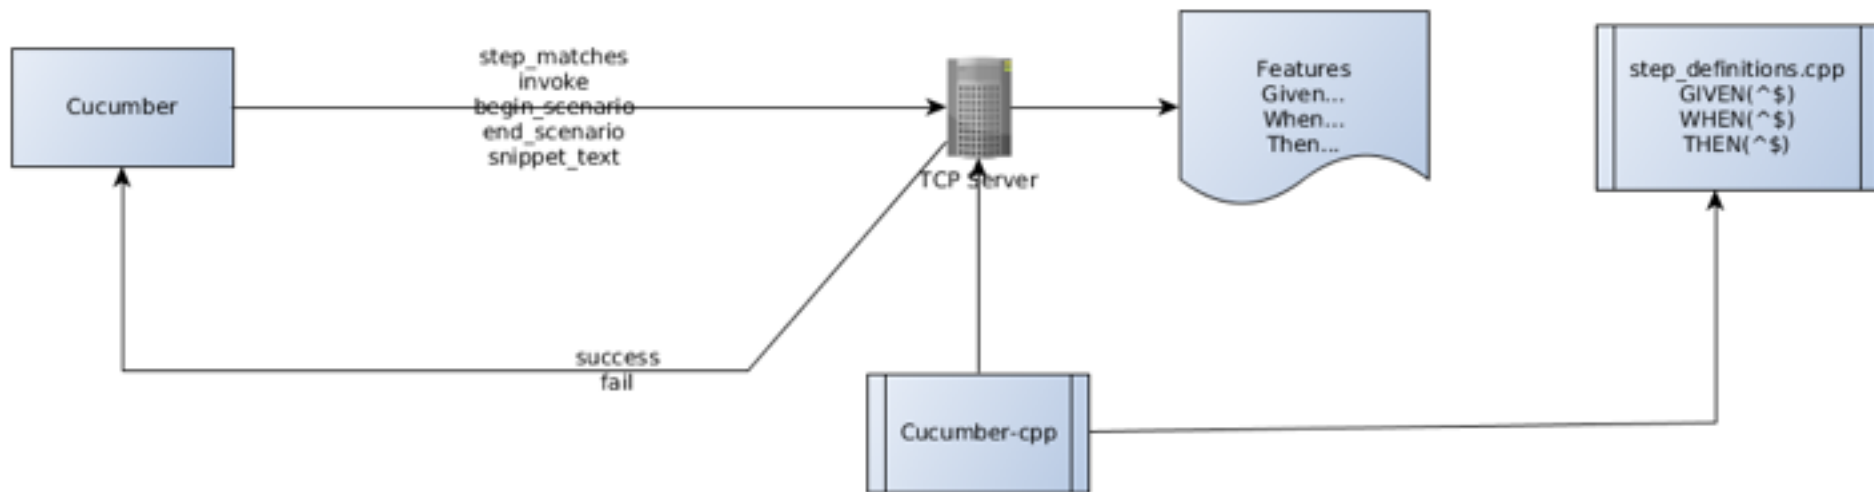 Cucumber
step_matches
invoke
begin_scenario
end_scenario
snippet_text
TCP Server
Features
Given...
When...
Then...
step_definitions.cpp
GIVEN(^$)
WHEN(^$)
THEN(^$)
success
fail
Cucumber-cpp